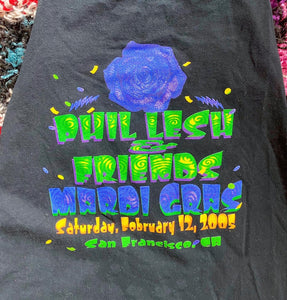 PHIL LESH
&
FRIENDS
MARDI GRAS
Saturday, February 12, 2005
San Francisco, CA